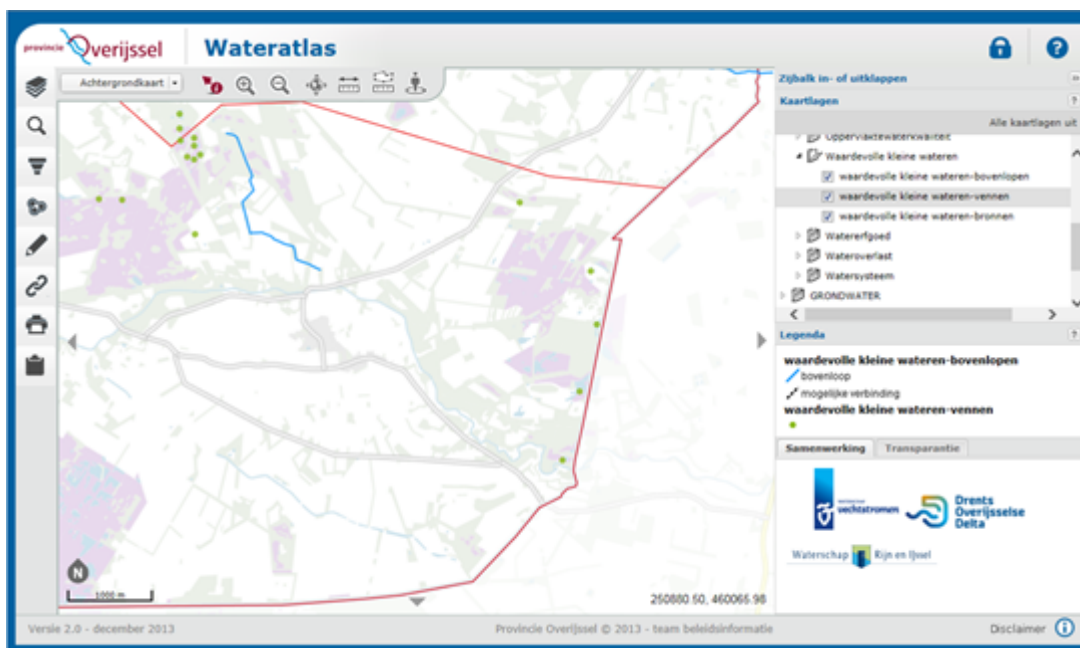 provincie Overijssel
Wateratlas
Achtergrondkaart
Zijbalk in- of uitklappen
Kaartlagen
?
Alle kaartlagen uit
Oppervlaktewaterkwaliteit
Waardevolle kleine wateren
waardevolle kleine wateren-bovenlopen
waardevolle kleine wateren-vennen
waardevolle kleine wateren-bronnen
Watererfgoed
Wateroverlast
Watersysteem
GRONDWATER
Legenda
?
waardevolle kleine wateren-bovenlopen
bovenloop
mogelijke verbinding
waardevolle kleine wateren-vennen
Samenwerking Transparantie
vechtstromen
Drents
Overijsselse
Delta
Waterschap Rijn en IJssel
N
1000 m
250880.50, 460065.98
Versie 2.0 - december 2013
Provincie Overijssel © 2013 - team beleidsinformatie
Disclaimer